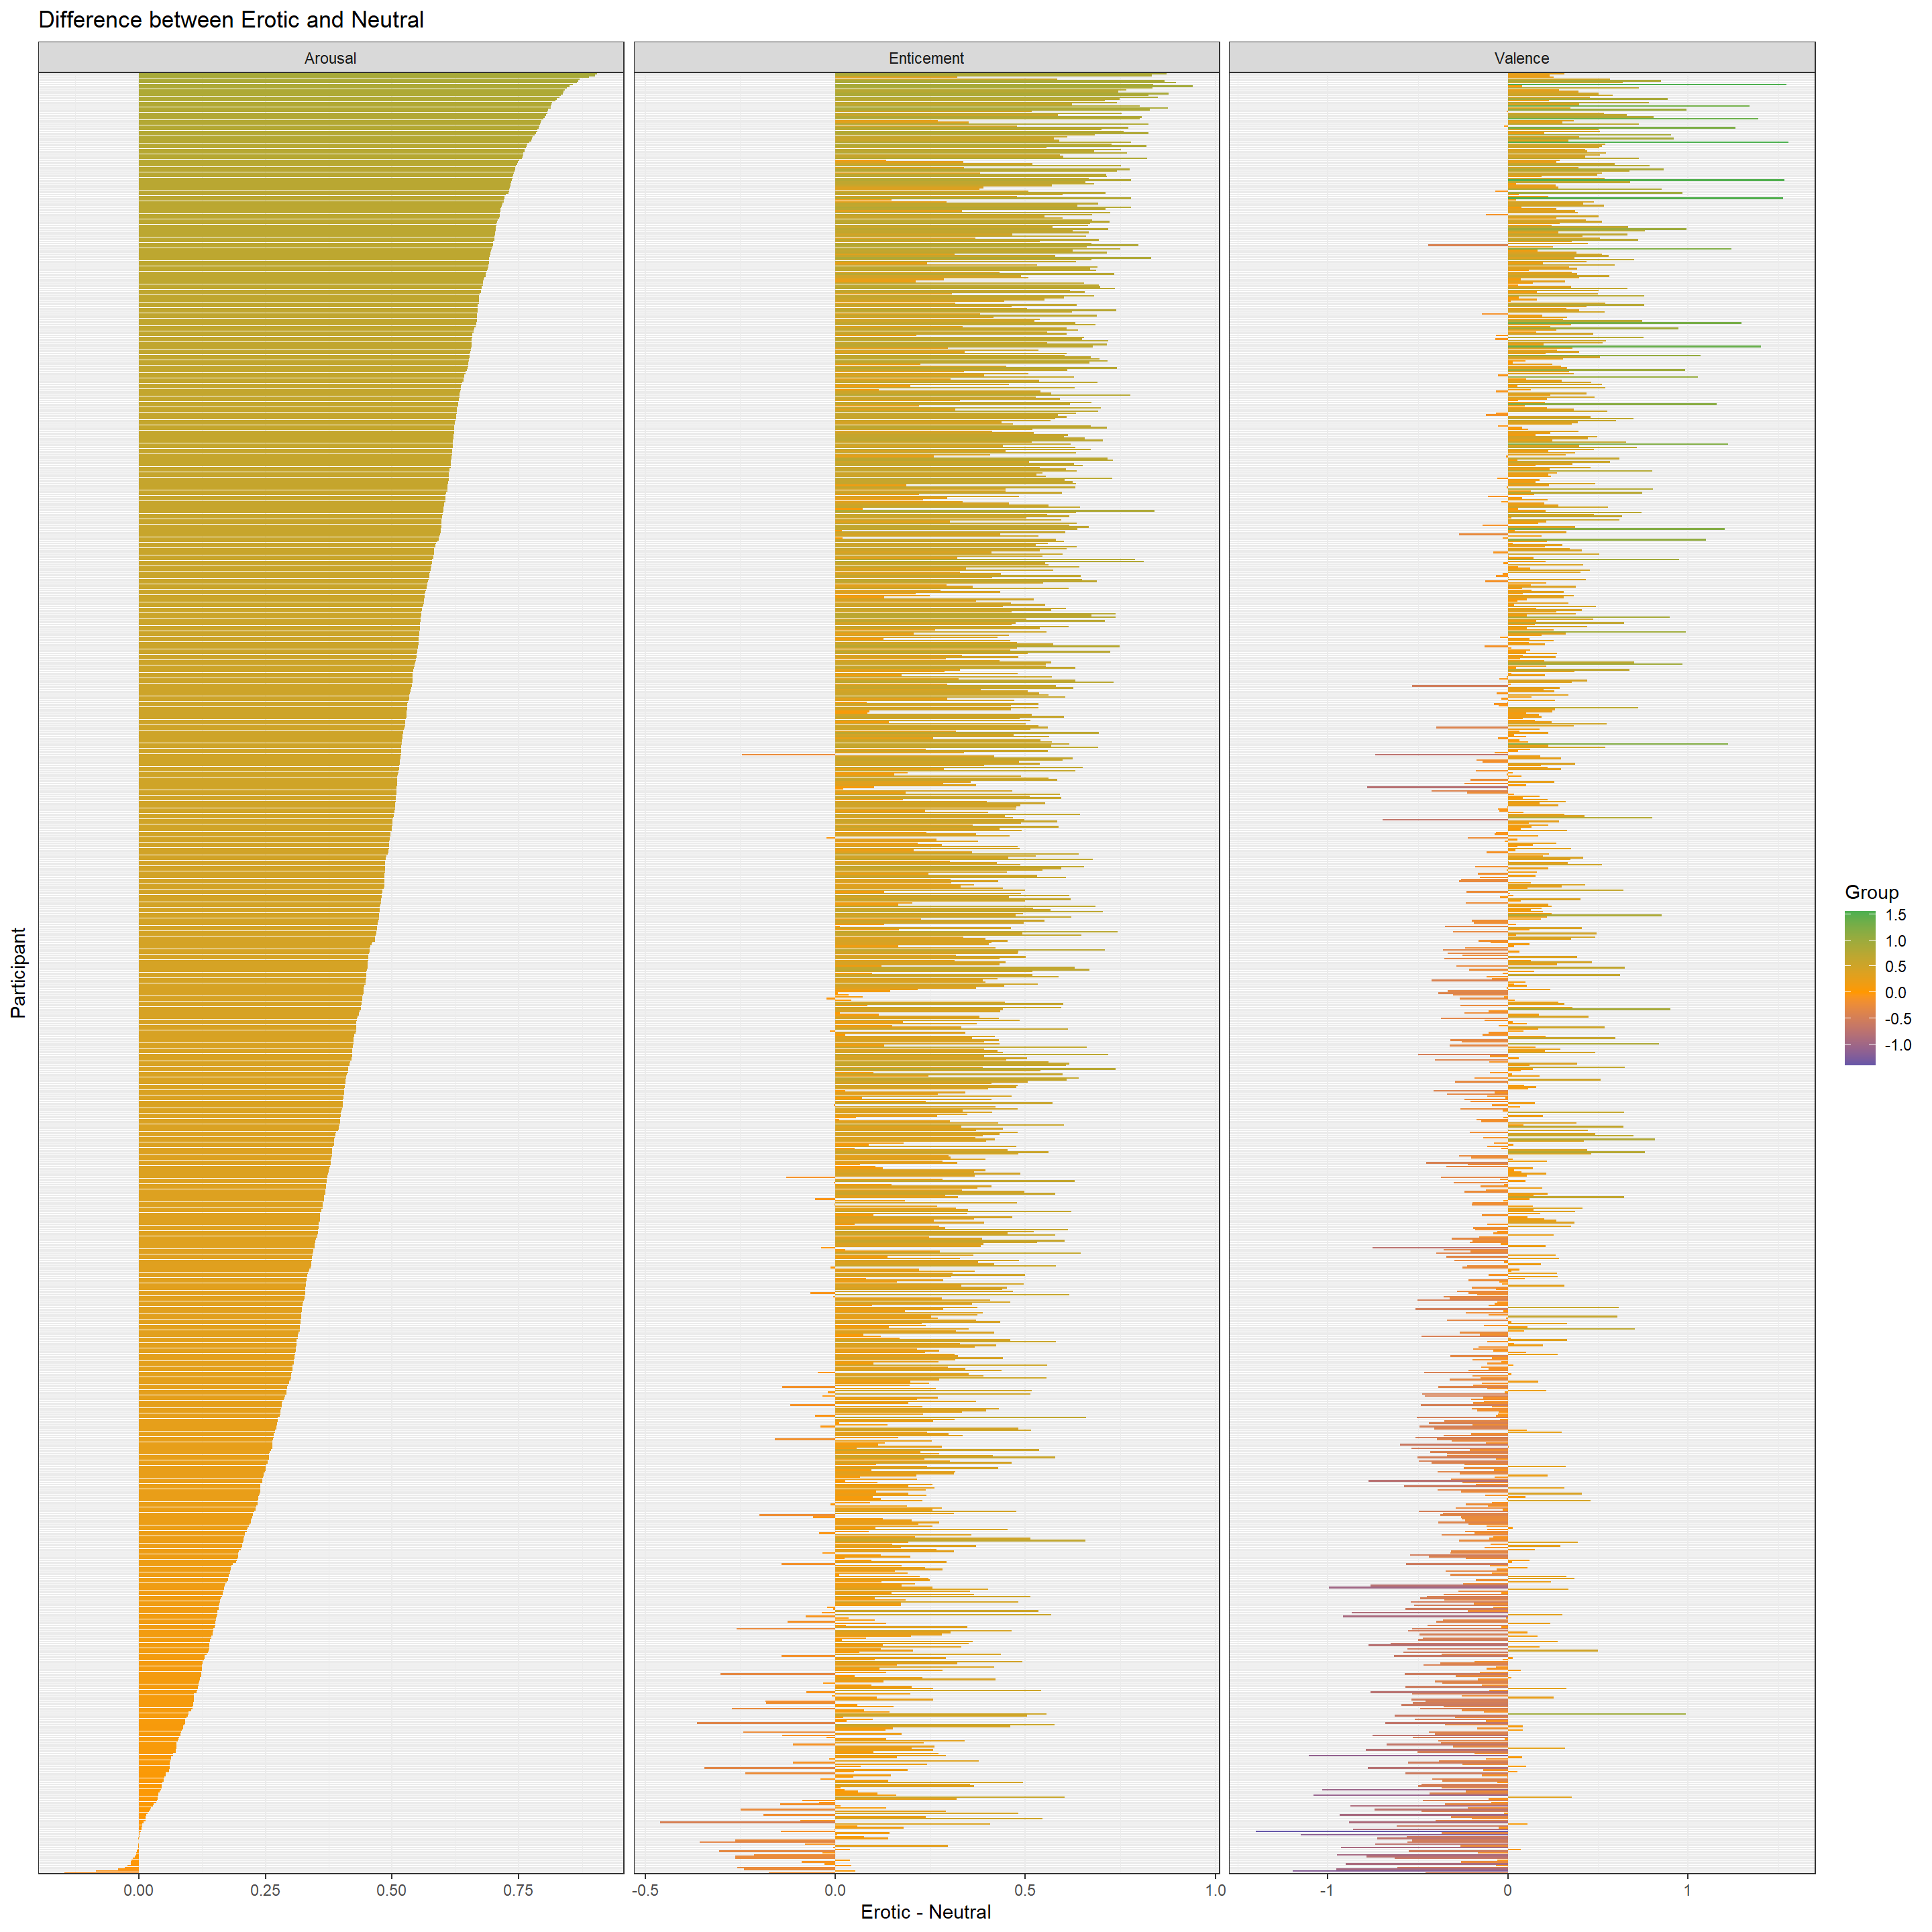 Difference between Erotic and Neutral
Arousal
Enticement
Valence
Participant
Group
1.5
1.0
0.5
0.0
-0.5
-1.0
0.00 0.25 0.50 0.75
-0.5 0.0 0.5 1.0
-1 0 1
Erotic - Neutral